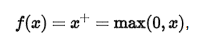 f(x) = x⁺ = max(0, x),